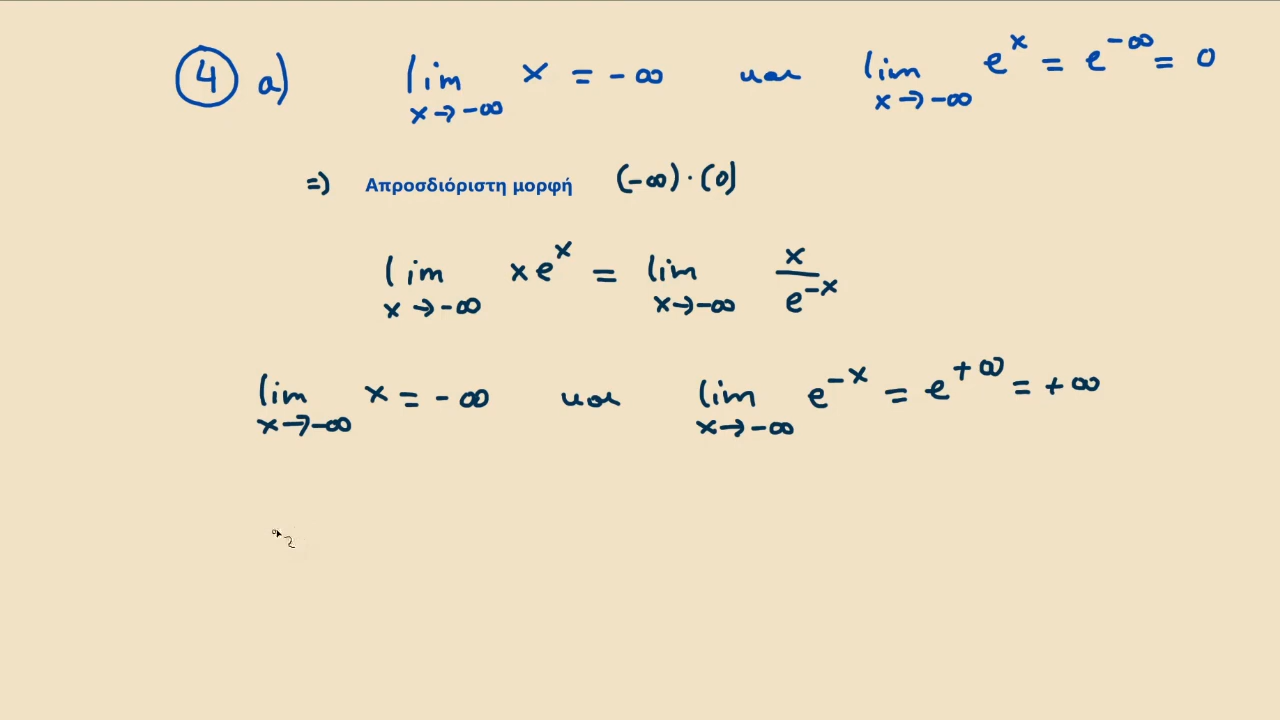 ④ α) lim x→-∞ x = -∞ και lim x→-∞ e^x = e^-∞ = 0
=> Απροσδιόριστη μορφή (-∞)·(0)
lim x→-∞ xe^x = lim x→-∞ x/e^-x
lim x→-∞ x = -∞ και lim x→-∞ e^-x = e^+∞ = +∞